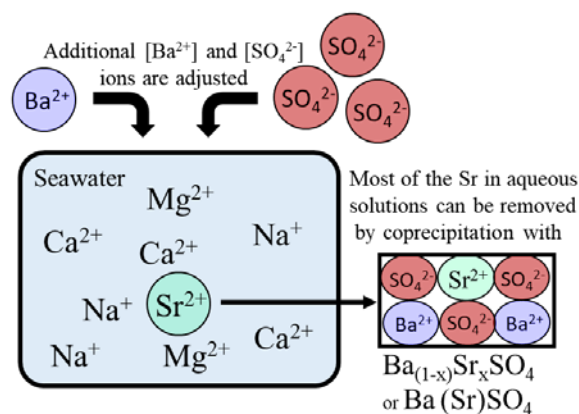 Additional [Ba²⁺] and [SO₄²⁻]
ions are adjusted
Ba²⁺
SO₄²⁻
SO₄²⁻
SO₄²⁻
Seawater
Mg²⁺
Ca²⁺
Ca²⁺
Na⁺
Na⁺
Sr²⁺
Na⁺
Mg²⁺
Ca²⁺
Most of the Sr in aqueous
solutions can be removed
by coprecipitation with
SO₄²⁻ Sr²⁺ SO₄²⁻
Ba²⁺ SO₄²⁻ Ba²⁺
Ba₍₁₋ₓ₎SrₓSO₄
or Ba (Sr)SO₄